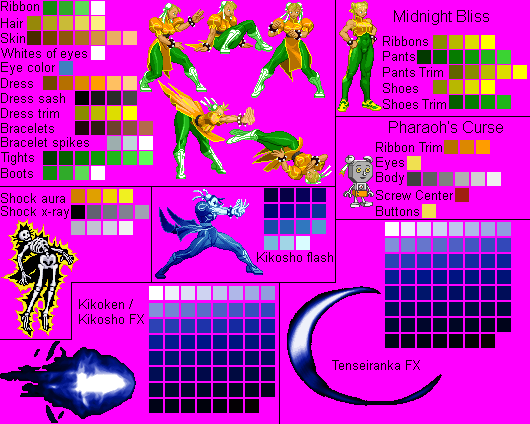 Ribbon
Hair
Skin
Whites of eyes
Eye color
Dress
Dress sash
Dress trim
Bracelets
Bracelet spikes
Tights
Boots
Midnight Bliss
Ribbons
Pants
Pants Trim
Shoes
Shoes Trim
Pharaoh's Curse
Ribbon Trim
Eyes
Body
Screw Center
Buttons
Shock aura
Shock x-ray
Kikosho flash
Kikoken /
Kikosho FX
Tenseiranka FX